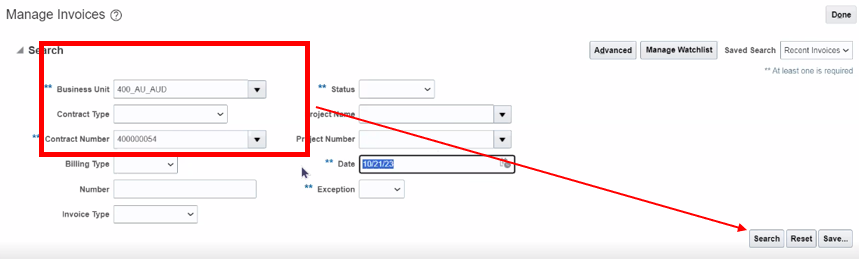 Manage Invoices Done
Search Advanced Manage Watchlist Saved Search Recent Invoices
** At least one is required
** Business Unit 400_AU_AUD ** Status
Contract Type Project Name
** Contract Number 400000054 Project Number
Billing Type ** Date 10/21/23
Number ** Exception
Invoice Type
Search Reset Save...